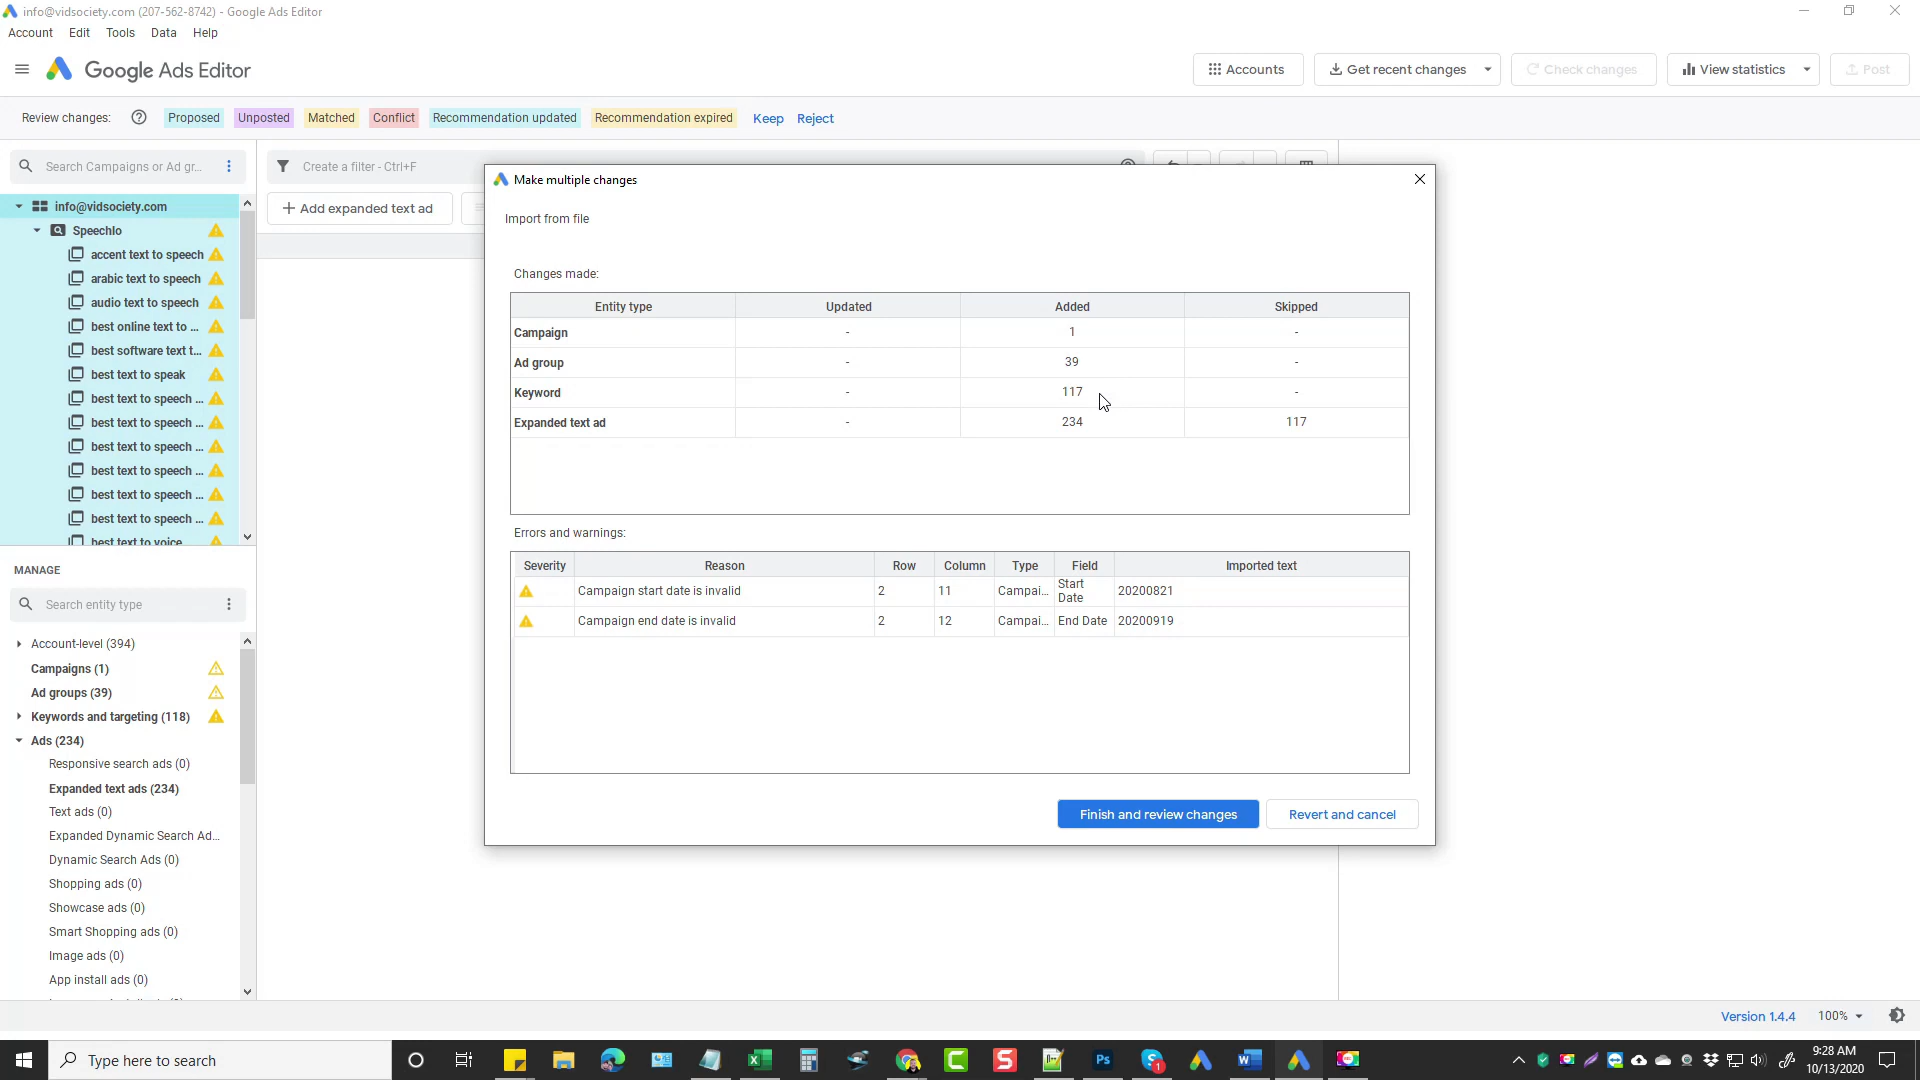 info@vidsociety.com (207-562-8742) - Google Ads Editor
Account Edit Tools Data Help
Google Ads Editor
Accounts
Get recent changes
Check changes
View statistics
Post
Review changes: ? Proposed Unposted Matched Conflict Recommendation updated Recommendation expired Keep Reject
Search Campaigns or Ad gr...
Create a filter - Ctrl+F
info@vidsociety.com
Add expanded text ad
Speechlo
accent text to speech
arabic text to speech
audio text to speech
best online text to ...
best software text t...
best text to speak
best text to speech ...
best text to speech ...
best text to speech ...
best text to speech ...
best text to speech ...
best text to speech ...
best text to voice
MANAGE
Search entity type
Account-level (394)
Campaigns (1)
Ad groups (39)
Keywords and targeting (118)
Ads (234)
Responsive search ads (0)
Expanded text ads (234)
Text ads (0)
Expanded Dynamic Search Ad...
Dynamic Search Ads (0)
Shopping ads (0)
Showcase ads (0)
Smart Shopping ads (0)
Image ads (0)
App install ads (0)
Make multiple changes
Import from file
Changes made:
Entity type Updated Added Skipped
Campaign - 1 -
Ad group - 39 -
Keyword - 117 -
Expanded text ad - 234 117
Errors and warnings:
Severity Reason Row Column Type Field Imported text
Campaign start date is invalid 2 11 Campai... Start Date 20200821
Campaign end date is invalid 2 12 Campai... End Date 20200919
Finish and review changes
Revert and cancel
Version 1.4.4 100%
Type here to search
9:28 AM
10/13/2020